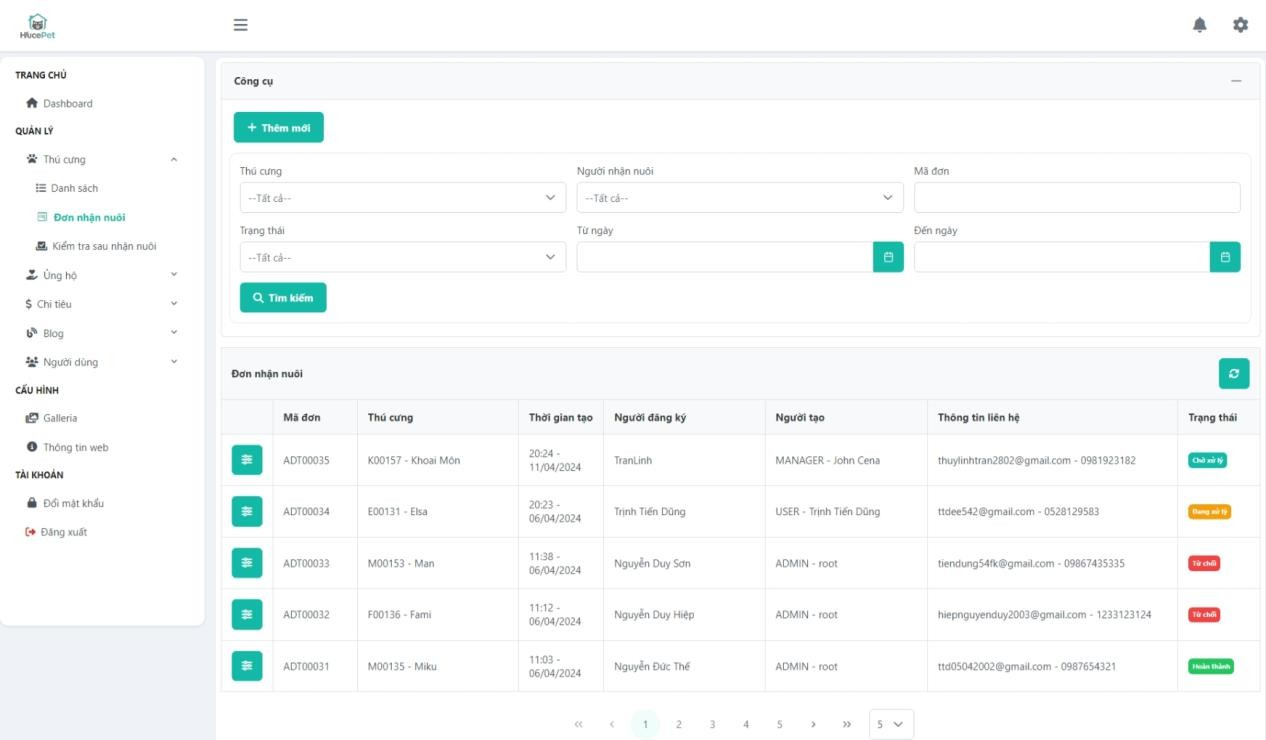 HucePet
TRANG CHỦ
Dashboard
QUẢN LÝ
Thú cưng
Danh sách
Đơn nhận nuôi
Kiểm tra sau nhận nuôi
Ủng hộ
Chi tiêu
Blog
Người dùng
CẤU HÌNH
Galleria
Thông tin web
TÀI KHOẢN
Đổi mật khẩu
Đăng xuất
Công cụ
+ Thêm mới
Thú cưng Người nhận nuôi Mã đơn
--Tất cả-- --Tất cả--
Trạng thái Từ ngày Đến ngày
--Tất cả--
Tìm kiếm
Đơn nhận nuôi
Mã đơn Thú cưng Thời gian tạo Người đăng ký Người tạo Thông tin liên hệ Trạng thái
ADT00035 K00157 - Khoai Môn 20:24 - 11/04/2024 TranLinh MANAGER - John Cena thuylinhtran2802@gmail.com - 0981923182 Chờ xử lý
ADT00034 E00131 - Elsa 20:23 - 06/04/2024 Trịnh Tiến Dũng USER - Trịnh Tiến Dũng ttdee542@gmail.com - 0528129583 Đang xử lý
ADT00033 M00153 - Man 11:38 - 06/04/2024 Nguyễn Duy Sơn ADMIN - root tiendung54fk@gmail.com - 09867435335 Từ chối
ADT00032 F00136 - Fami 11:12 - 06/04/2024 Nguyễn Duy Hiệp ADMIN - root hiepnguyenduy2003@gmail.com - 1233123124 Từ chối
ADT00031 M00135 - Miku 11:03 - 06/04/2024 Nguyễn Đức Thế ADMIN - root ttd05042002@gmail.com - 0987654321 Hoàn thành
« ‹ 1 2 3 4 5 › » 5